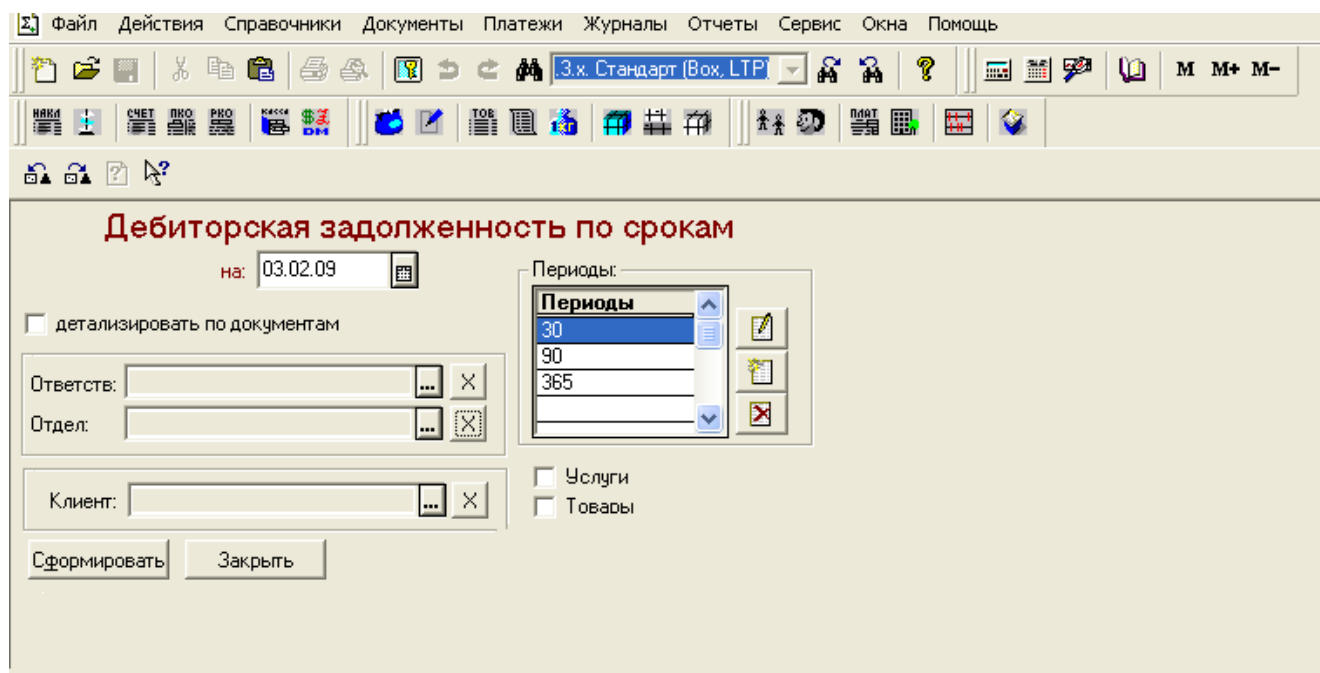 Файл Действия Справочники Документы Платежи Журналы Отчеты Сервис Окна Помощь
.3.x. Стандарт (Box, LTP) M M+ M-
НАКЛ СЧЕТ ПКО РКО КАССА DM ТОВ ПЛАТ
Дебиторская задолженность по срокам
на: 03.02.09
Периоды:
Периоды
детализировать по документам
30
90
365
Ответств: ... X
Отдел: ... X
Услуги
Клиент: ... X
Товары
Сформировать Закрыть